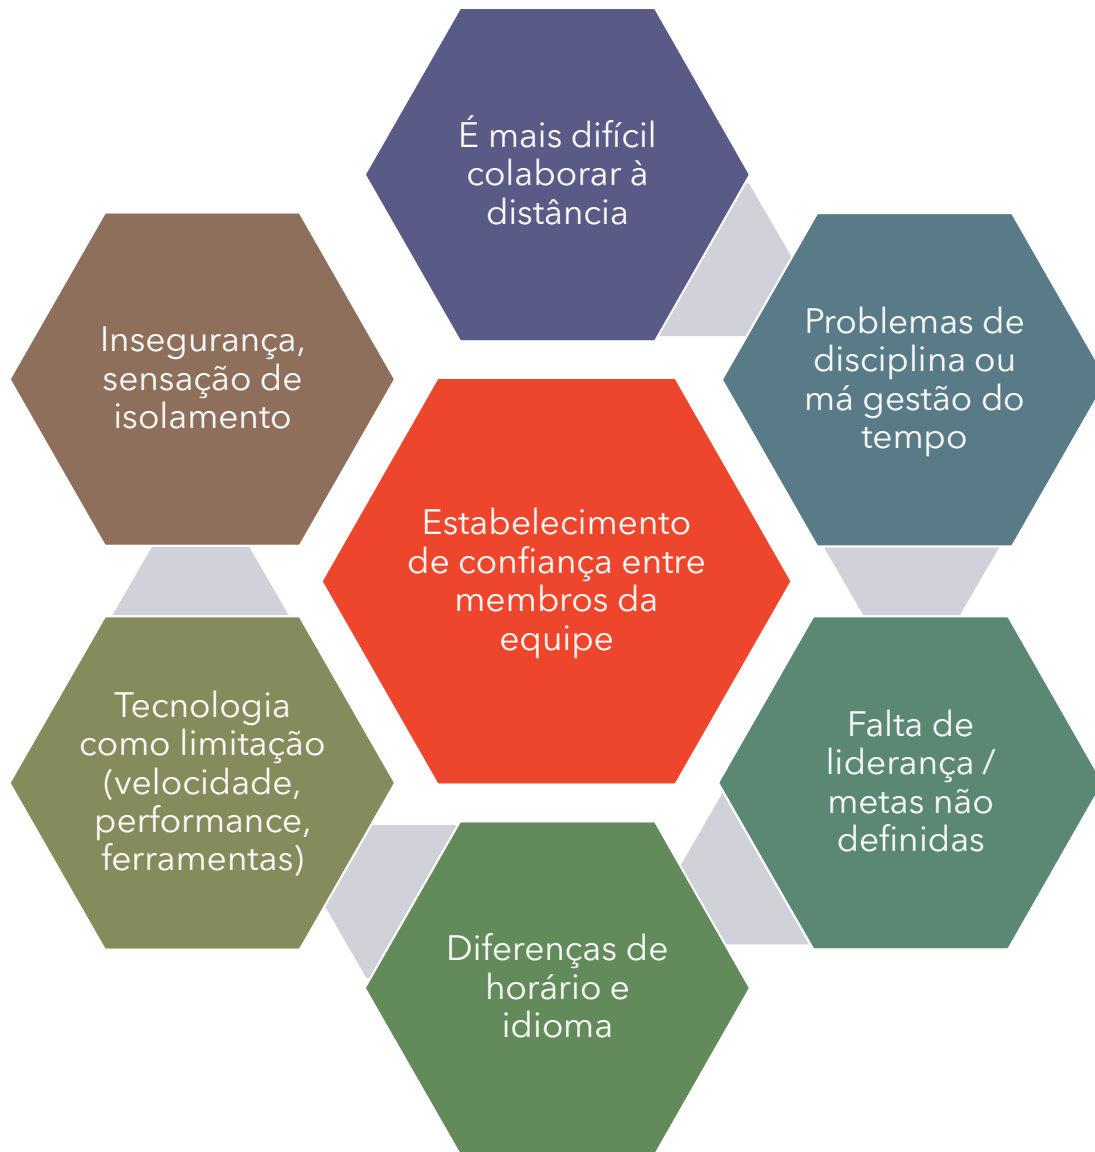 É mais difícil
colaborar à
distância
Problemas de
disciplina ou
má gestão do
tempo
Insegurança,
sensação de
isolamento
Estabelecimento
de confiança entre
membros da
equipe
Tecnologia
como limitação
(velocidade,
performance,
ferramentas)
Falta de
liderança /
metas não
definidas
Diferenças de
horário e
idioma